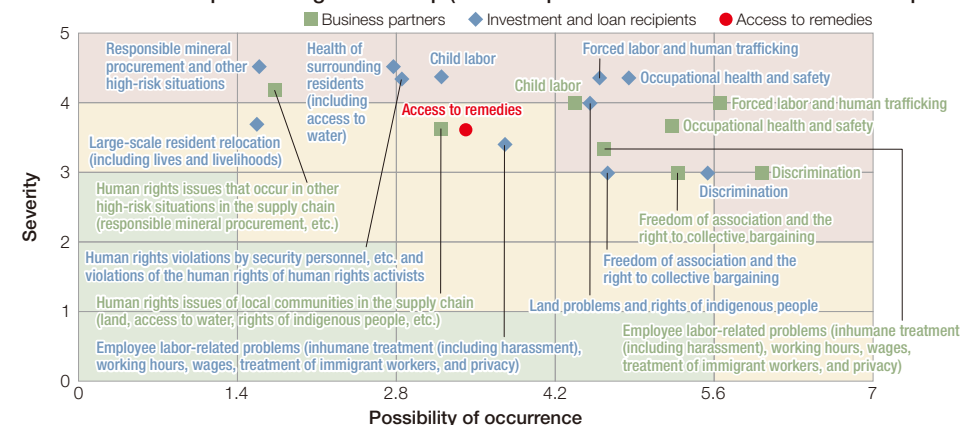 Business partners
Investment and loan recipients
Access to remedies
Severity
5
4
3
2
1
0
Responsible mineral
procurement and other
high-risk situations
Health of
surrounding
residents
(including
access to
water)
Child labor
Forced labor and human trafficking
Child labor
Occupational health and safety
Forced labor and human trafficking
Access to remedies
Occupational health and safety
Large-scale resident relocation
(including lives and livelihoods)
Discrimination
Human rights issues that occur in other
high-risk situations in the supply chain
(responsible mineral procurement, etc.)
Discrimination
Freedom of association and the
right to collective bargaining
Human rights violations by security personnel, etc. and
violations of the human rights of human rights activists
Freedom of association and the
right to collective bargaining
Human rights issues of local communities in the supply chain
(land, access to water, rights of indigenous people, etc.)
Land problems and rights of indigenous people
Employee labor-related problems (inhumane treatment
(including harassment), working hours, wages,
treatment of immigrant workers, and privacy)
Employee labor-related problems (inhumane treatment (including harassment),
working hours, wages, treatment of immigrant workers, and privacy)
0
1.4
2.8
4.2
5.6
7
Possibility of occurrence